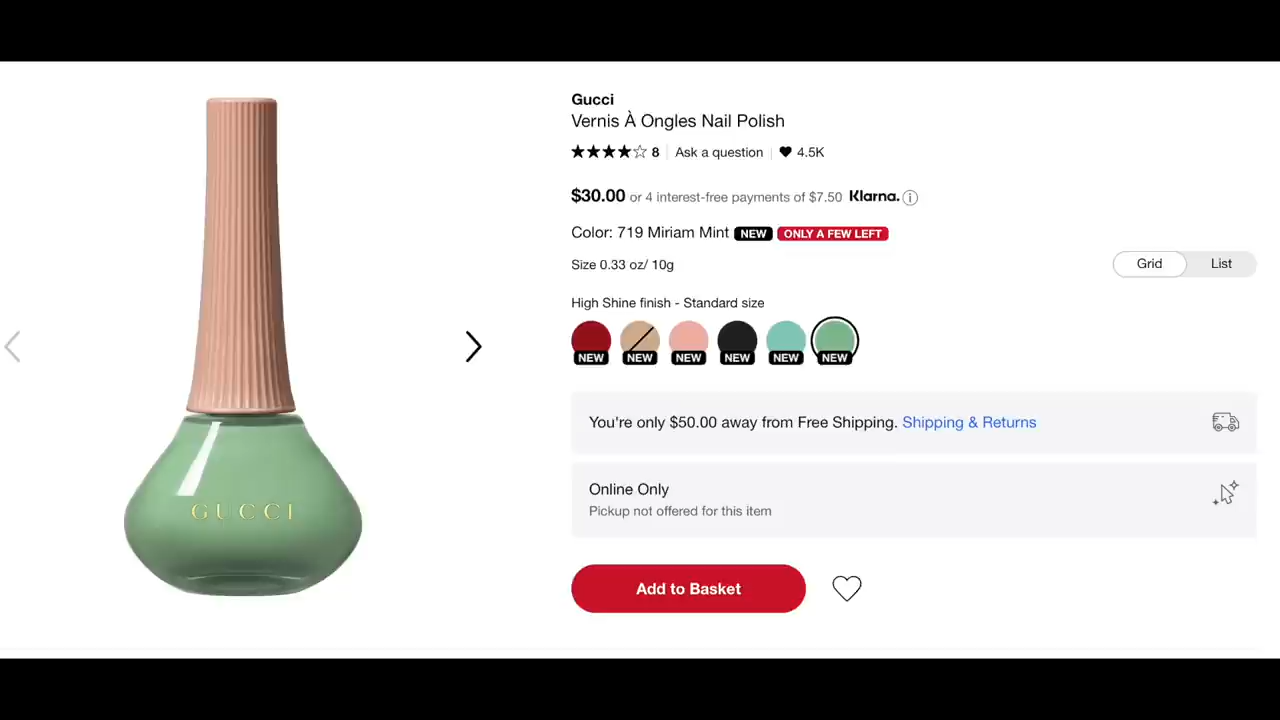 Gucci
Vernis À Ongles Nail Polish
8 Ask a question 4.5K
$30.00 or 4 interest-free payments of $7.50 Klarna.
Color: 719 Miriam Mint NEW ONLY A FEW LEFT
Size 0.33 oz/ 10g
Grid List
High Shine finish - Standard size
NEW NEW NEW NEW NEW NEW
You're only $50.00 away from Free Shipping. Shipping & Returns
Online Only
Pickup not offered for this item
GUCCI
Add to Basket